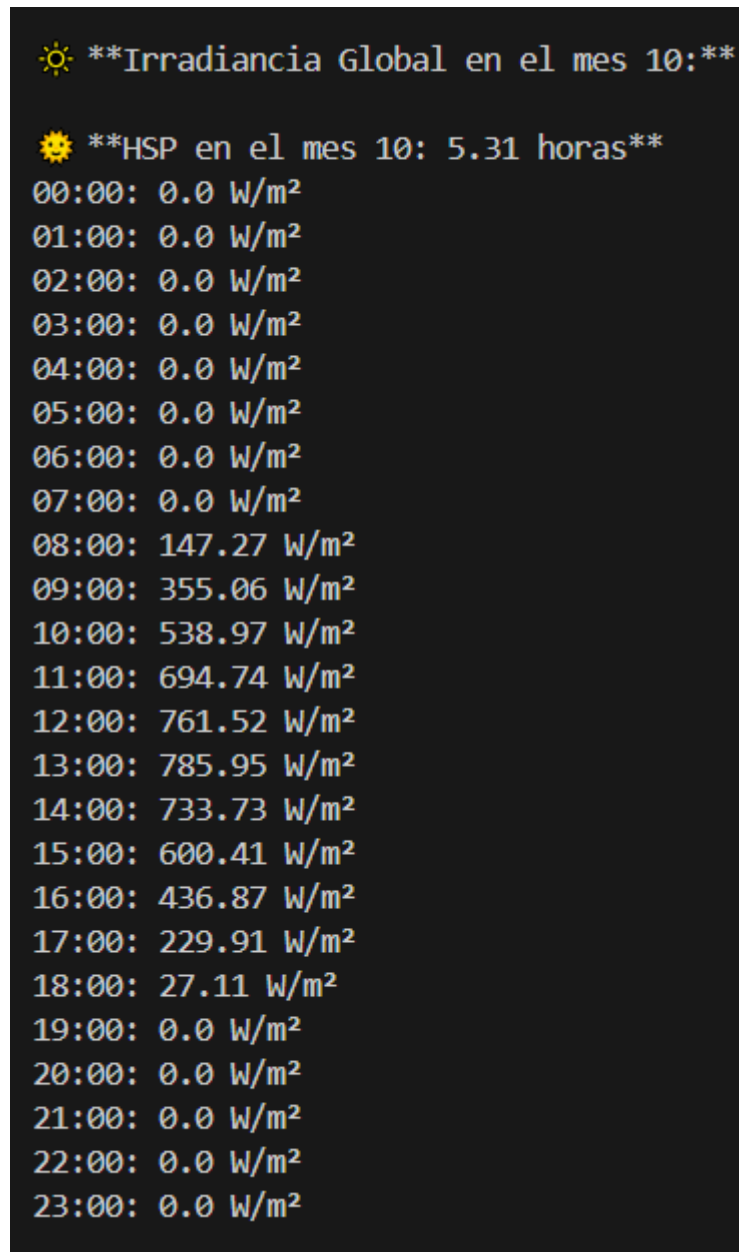 🔆 **Irradiancia Global en el mes 10:**
🌞 **HSP en el mes 10: 5.31 horas**
00:00: 0.0 W/m²
01:00: 0.0 W/m²
02:00: 0.0 W/m²
03:00: 0.0 W/m²
04:00: 0.0 W/m²
05:00: 0.0 W/m²
06:00: 0.0 W/m²
07:00: 0.0 W/m²
08:00: 147.27 W/m²
09:00: 355.06 W/m²
10:00: 538.97 W/m²
11:00: 694.74 W/m²
12:00: 761.52 W/m²
13:00: 785.95 W/m²
14:00: 733.73 W/m²
15:00: 600.41 W/m²
16:00: 436.87 W/m²
17:00: 229.91 W/m²
18:00: 27.11 W/m²
19:00: 0.0 W/m²
20:00: 0.0 W/m²
21:00: 0.0 W/m²
22:00: 0.0 W/m²
23:00: 0.0 W/m²